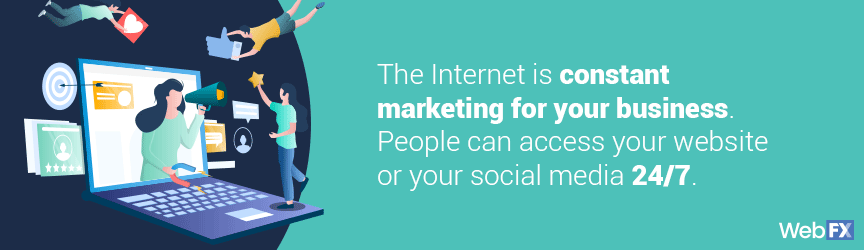 The Internet is constant
marketing for your business.
People can access your website
or your social media 24/7.
WebFX